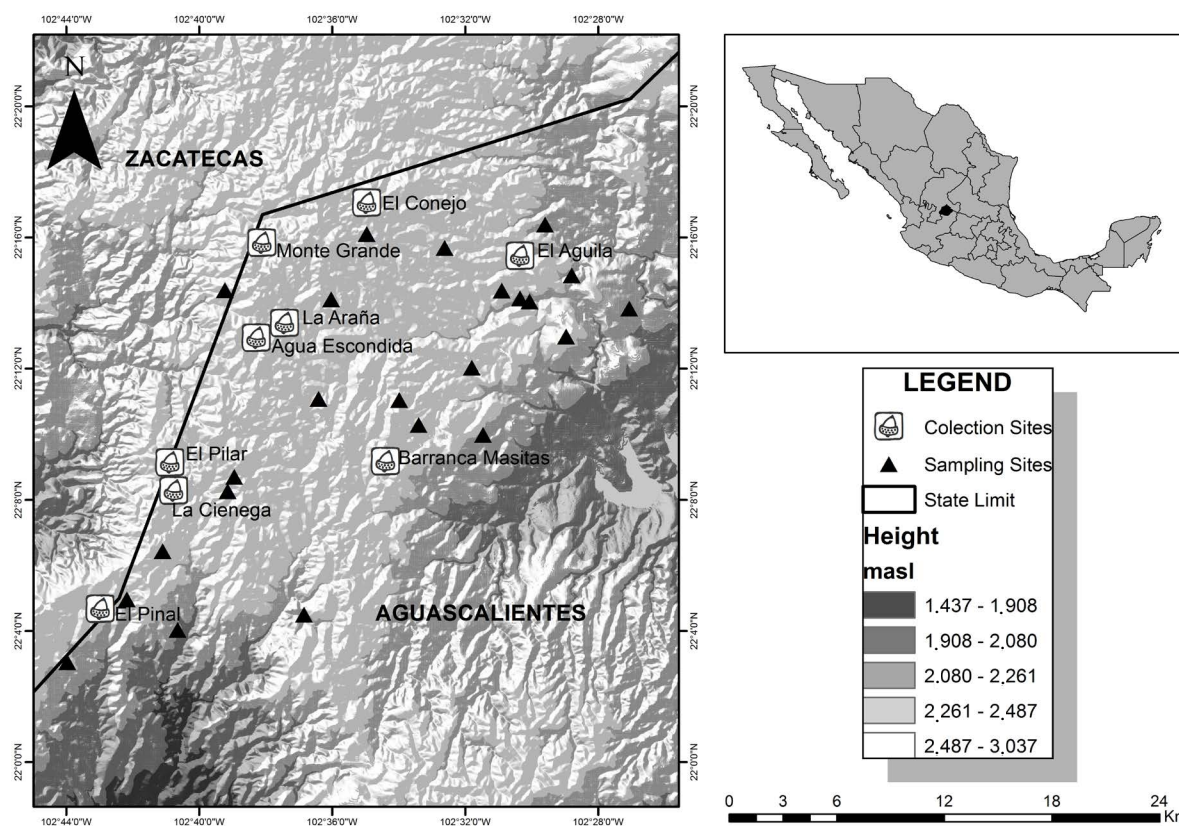 102°44'0"W 102°40'0"W 102°36'0"W 102°32'0"W 102°28'0"W
N
22°20'0"N 22°20'0"N
ZACATECAS
El Conejo
22°16'0"N 22°16'0"N
Monte Grande
El Aguila
La Araña
Agua Escondida
22°12'0"N 22°12'0"N
El Pilar
Barranca Masitas
22°8'0"N 22°8'0"N
La Cienega
El Pinal
AGUASCALIENTES
22°4'0"N 22°4'0"N
22°0'0"N 22°0'0"N
102°44'0"W 102°40'0"W 102°36'0"W 102°32'0"W 102°28'0"W
LEGEND
Colection Sites
Sampling Sites
State Limit
Height
masl
1.437 - 1,908
1,908 - 2,080
2.080 - 2,261
2,261 - 2,487
2,487 - 3,037
0 3 6 12 18 24
Km